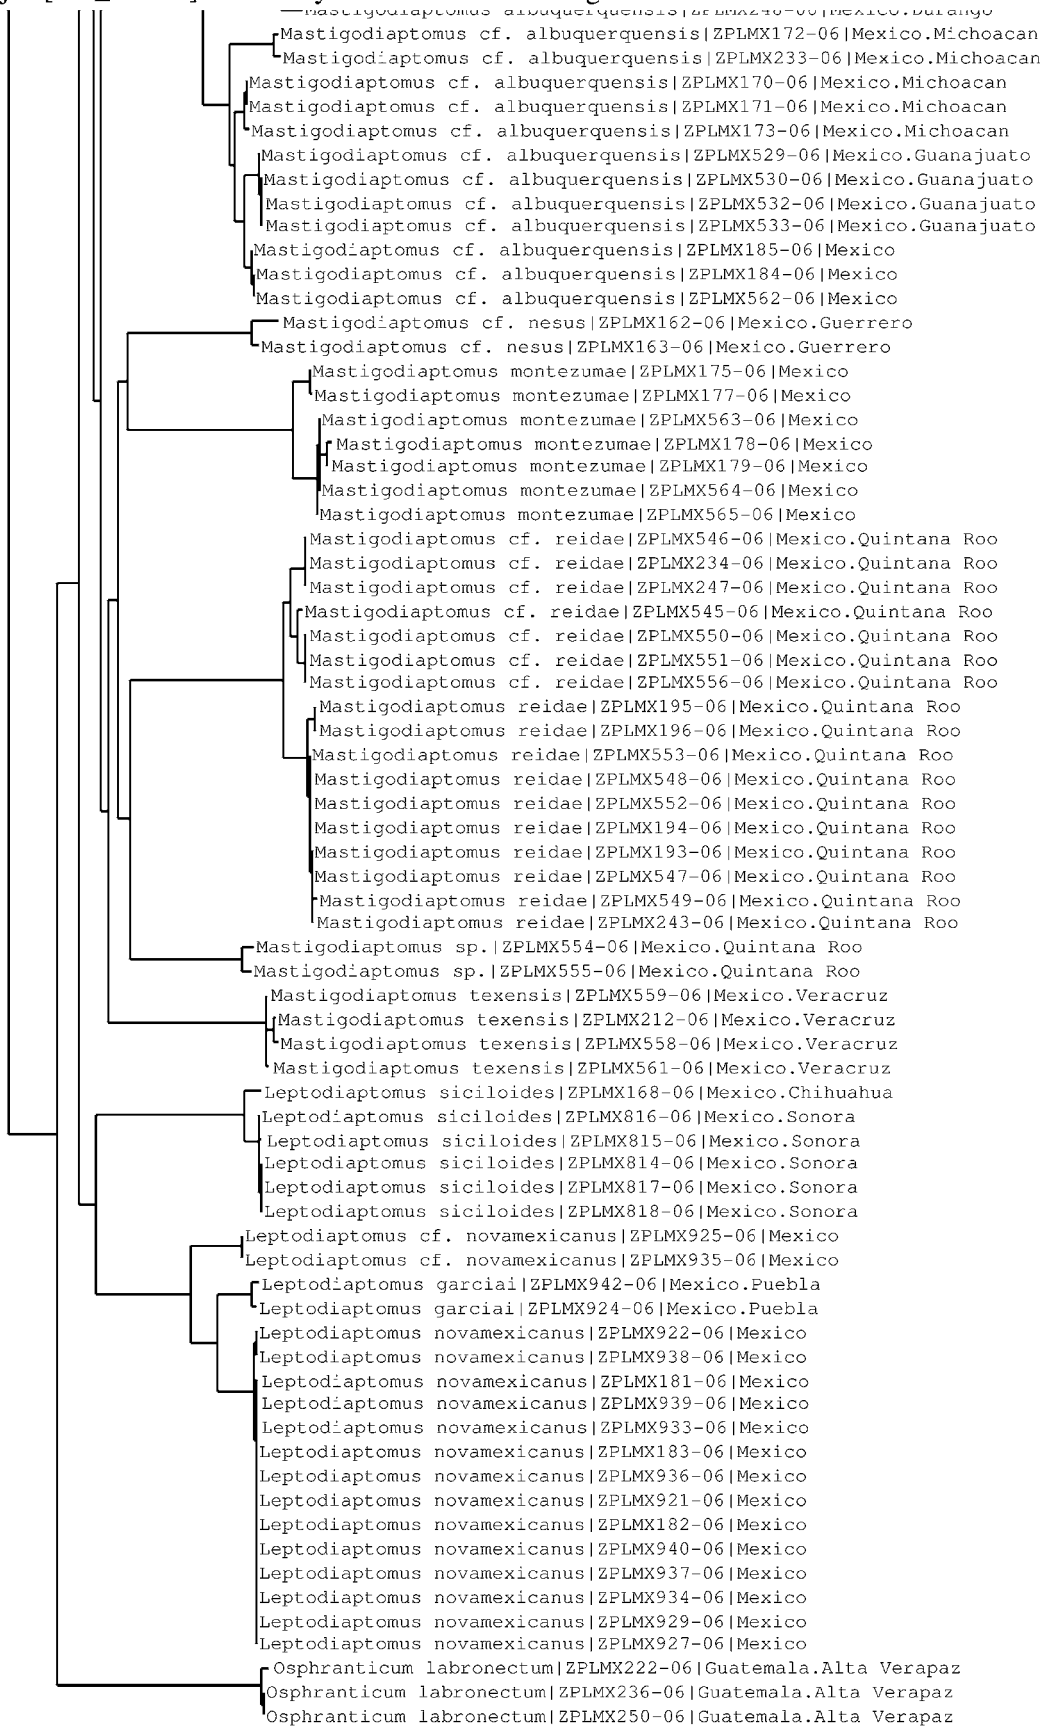 Mastigodiaptomus albuquerquensis|ZPLMX246-06|Mexico.Durango
Mastigodiaptomus cf. albuquerquensis|ZPLMX172-06|Mexico.Michoacan
Mastigodiaptomus cf. albuquerquensis|ZPLMX233-06|Mexico.Michoacan
Mastigodiaptomus cf. albuquerquensis|ZPLMX170-06|Mexico.Michoacan
Mastigodiaptomus cf. albuquerquensis|ZPLMX171-06|Mexico.Michoacan
Mastigodiaptomus cf. albuquerquensis|ZPLMX173-06|Mexico.Michoacan
Mastigodiaptomus cf. albuquerquensis|ZPLMX529-06|Mexico.Guanajuato
Mastigodiaptomus cf. albuquerquensis|ZPLMX530-06|Mexico.Guanajuato
Mastigodiaptomus cf. albuquerquensis|ZPLMX532-06|Mexico.Guanajuato
Mastigodiaptomus cf. albuquerquensis|ZPLMX533-06|Mexico.Guanajuato
Mastigodiaptomus cf. albuquerquensis|ZPLMX185-06|Mexico
Mastigodiaptomus cf. albuquerquensis|ZPLMX184-06|Mexico
Mastigodiaptomus cf. albuquerquensis|ZPLMX562-06|Mexico
Mastigodiaptomus cf. nesus|ZPLMX162-06|Mexico.Guerrero
Mastigodiaptomus cf. nesus|ZPLMX163-06|Mexico.Guerrero
Mastigodiaptomus montezumae|ZPLMX175-06|Mexico
Mastigodiaptomus montezumae|ZPLMX177-06|Mexico
Mastigodiaptomus montezumae|ZPLMX563-06|Mexico
Mastigodiaptomus montezumae|ZPLMX178-06|Mexico
Mastigodiaptomus montezumae|ZPLMX179-06|Mexico
Mastigodiaptomus montezumae|ZPLMX564-06|Mexico
Mastigodiaptomus montezumae|ZPLMX565-06|Mexico
Mastigodiaptomus cf. reidae|ZPLMX546-06|Mexico.Quintana Roo
Mastigodiaptomus cf. reidae|ZPLMX234-06|Mexico.Quintana Roo
Mastigodiaptomus cf. reidae|ZPLMX247-06|Mexico.Quintana Roo
Mastigodiaptomus cf. reidae|ZPLMX545-06|Mexico.Quintana Roo
Mastigodiaptomus cf. reidae|ZPLMX550-06|Mexico.Quintana Roo
Mastigodiaptomus cf. reidae|ZPLMX551-06|Mexico.Quintana Roo
Mastigodiaptomus cf. reidae|ZPLMX556-06|Mexico.Quintana Roo
Mastigodiaptomus reidae|ZPLMX195-06|Mexico.Quintana Roo
Mastigodiaptomus reidae|ZPLMX196-06|Mexico.Quintana Roo
Mastigodiaptomus reidae|ZPLMX553-06|Mexico.Quintana Roo
Mastigodiaptomus reidae|ZPLMX548-06|Mexico.Quintana Roo
Mastigodiaptomus reidae|ZPLMX552-06|Mexico.Quintana Roo
Mastigodiaptomus reidae|ZPLMX194-06|Mexico.Quintana Roo
Mastigodiaptomus reidae|ZPLMX193-06|Mexico.Quintana Roo
Mastigodiaptomus reidae|ZPLMX547-06|Mexico.Quintana Roo
Mastigodiaptomus reidae|ZPLMX549-06|Mexico.Quintana Roo
Mastigodiaptomus reidae|ZPLMX243-06|Mexico.Quintana Roo
Mastigodiaptomus sp.|ZPLMX554-06|Mexico.Quintana Roo
Mastigodiaptomus sp.|ZPLMX555-06|Mexico.Quintana Roo
Mastigodiaptomus texensis|ZPLMX559-06|Mexico.Veracruz
Mastigodiaptomus texensis|ZPLMX212-06|Mexico.Veracruz
Mastigodiaptomus texensis|ZPLMX558-06|Mexico.Veracruz
Mastigodiaptomus texensis|ZPLMX561-06|Mexico.Veracruz
Leptodiaptomus siciloides|ZPLMX168-06|Mexico.Chihuahua
Leptodiaptomus siciloides|ZPLMX816-06|Mexico.Sonora
Leptodiaptomus siciloides|ZPLMX815-06|Mexico.Sonora
Leptodiaptomus siciloides|ZPLMX814-06|Mexico.Sonora
Leptodiaptomus siciloides|ZPLMX817-06|Mexico.Sonora
Leptodiaptomus siciloides|ZPLMX818-06|Mexico.Sonora
Leptodiaptomus cf. novamexicanus|ZPLMX925-06|Mexico
Leptodiaptomus cf. novamexicanus|ZPLMX935-06|Mexico
Leptodiaptomus garciai|ZPLMX942-06|Mexico.Puebla
Leptodiaptomus garciai|ZPLMX924-06|Mexico.Puebla
Leptodiaptomus novamexicanus|ZPLMX922-06|Mexico
Leptodiaptomus novamexicanus|ZPLMX938-06|Mexico
Leptodiaptomus novamexicanus|ZPLMX181-06|Mexico
Leptodiaptomus novamexicanus|ZPLMX939-06|Mexico
Leptodiaptomus novamexicanus|ZPLMX933-06|Mexico
Leptodiaptomus novamexicanus|ZPLMX183-06|Mexico
Leptodiaptomus novamexicanus|ZPLMX936-06|Mexico
Leptodiaptomus novamexicanus|ZPLMX921-06|Mexico
Leptodiaptomus novamexicanus|ZPLMX182-06|Mexico
Leptodiaptomus novamexicanus|ZPLMX940-06|Mexico
Leptodiaptomus novamexicanus|ZPLMX937-06|Mexico
Leptodiaptomus novamexicanus|ZPLMX934-06|Mexico
Leptodiaptomus novamexicanus|ZPLMX929-06|Mexico
Leptodiaptomus novamexicanus|ZPLMX927-06|Mexico
Osphranticum labronectum|ZPLMX222-06|Guatemala.Alta Verapaz
Osphranticum labronectum|ZPLMX236-06|Guatemala.Alta Verapaz
Osphranticum labronectum|ZPLMX250-06|Guatemala.Alta Verapaz